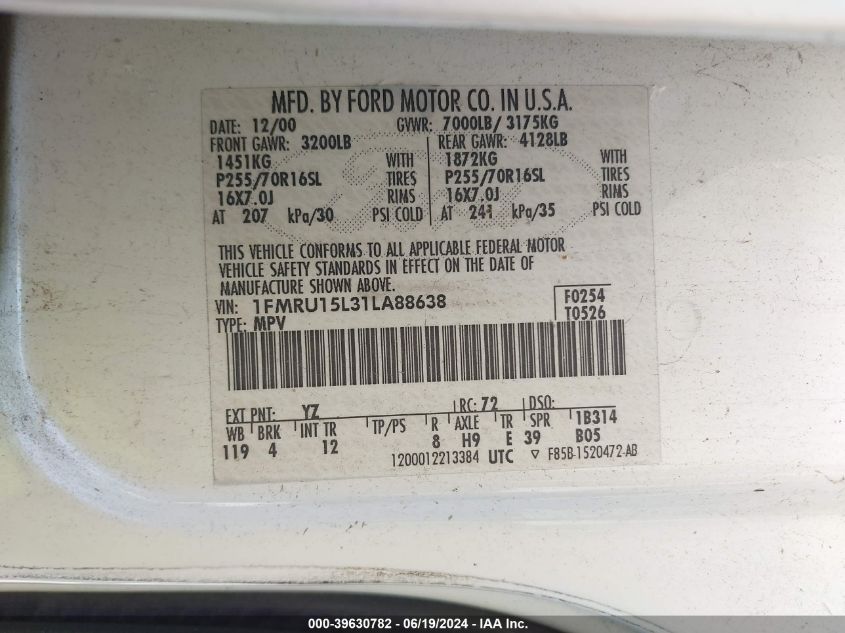 MFD. BY FORD MOTOR CO. IN U.S.A.
DATE: 12/00 GVWR: 7000LB/ 3175KG
FRONT GAWR: 3200LB REAR GAWR: 4128LB
1451KG WITH 1872KG WITH
P255/70R16SL TIRES P255/70R16SL TIRES
16X7.0J RIMS 16X7.0J RIMS
AT 207 kPa/30 PSI COLD AT 241 kPa/35 PSI COLD
THIS VEHICLE CONFORMS TO ALL APPLICABLE FEDERAL MOTOR
VEHICLE SAFETY STANDARDS IN EFFECT ON THE DATE OF
MANUFACTURE SHOWN ABOVE.
VIN: 1FMRU15L31LA88638 F0254
TYPE: MPV T0526
EXT PNT: YZ RC: 72 DSO:
WB BRK INT TR TP/PS R AXLE TR SPR 1B314
119 4 12 8 H9 E 39 B05
1200012213384 UTC ▽ F85B-1520472-AB
000-39630782 - 06/19/2024 - IAA Inc.